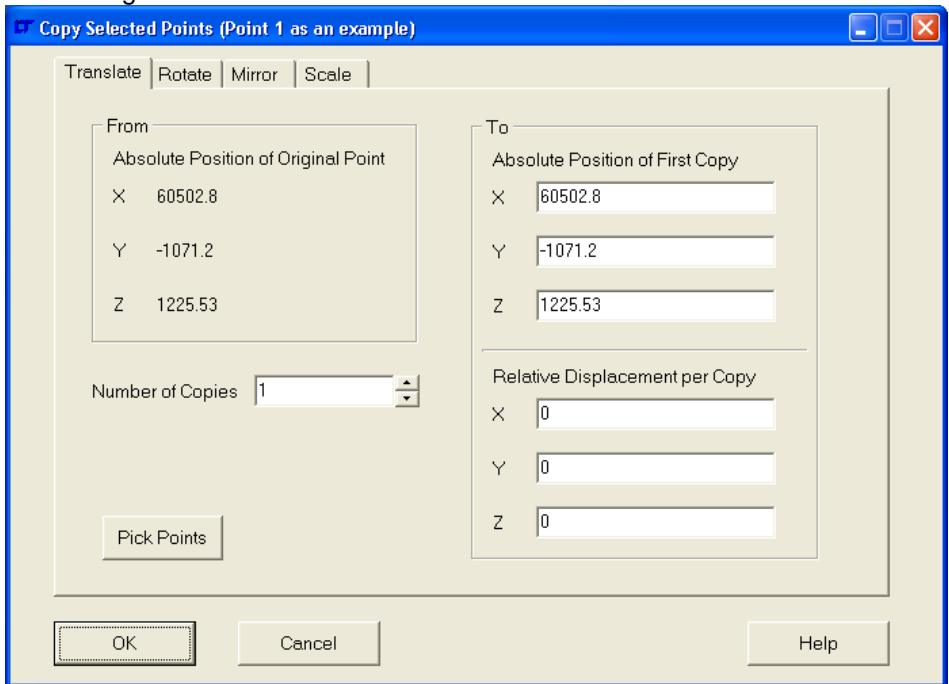 Copy Selected Points (Point 1 as an example)
Translate Rotate Mirror Scale
From
Absolute Position of Original Point
X 60502.8
Y -1071.2
Z 1225.53
Number of Copies 1
Pick Points
To
Absolute Position of First Copy
X 60502.8
Y -1071.2
Z 1225.53
Relative Displacement per Copy
X 0
Y 0
Z 0
OK Cancel Help